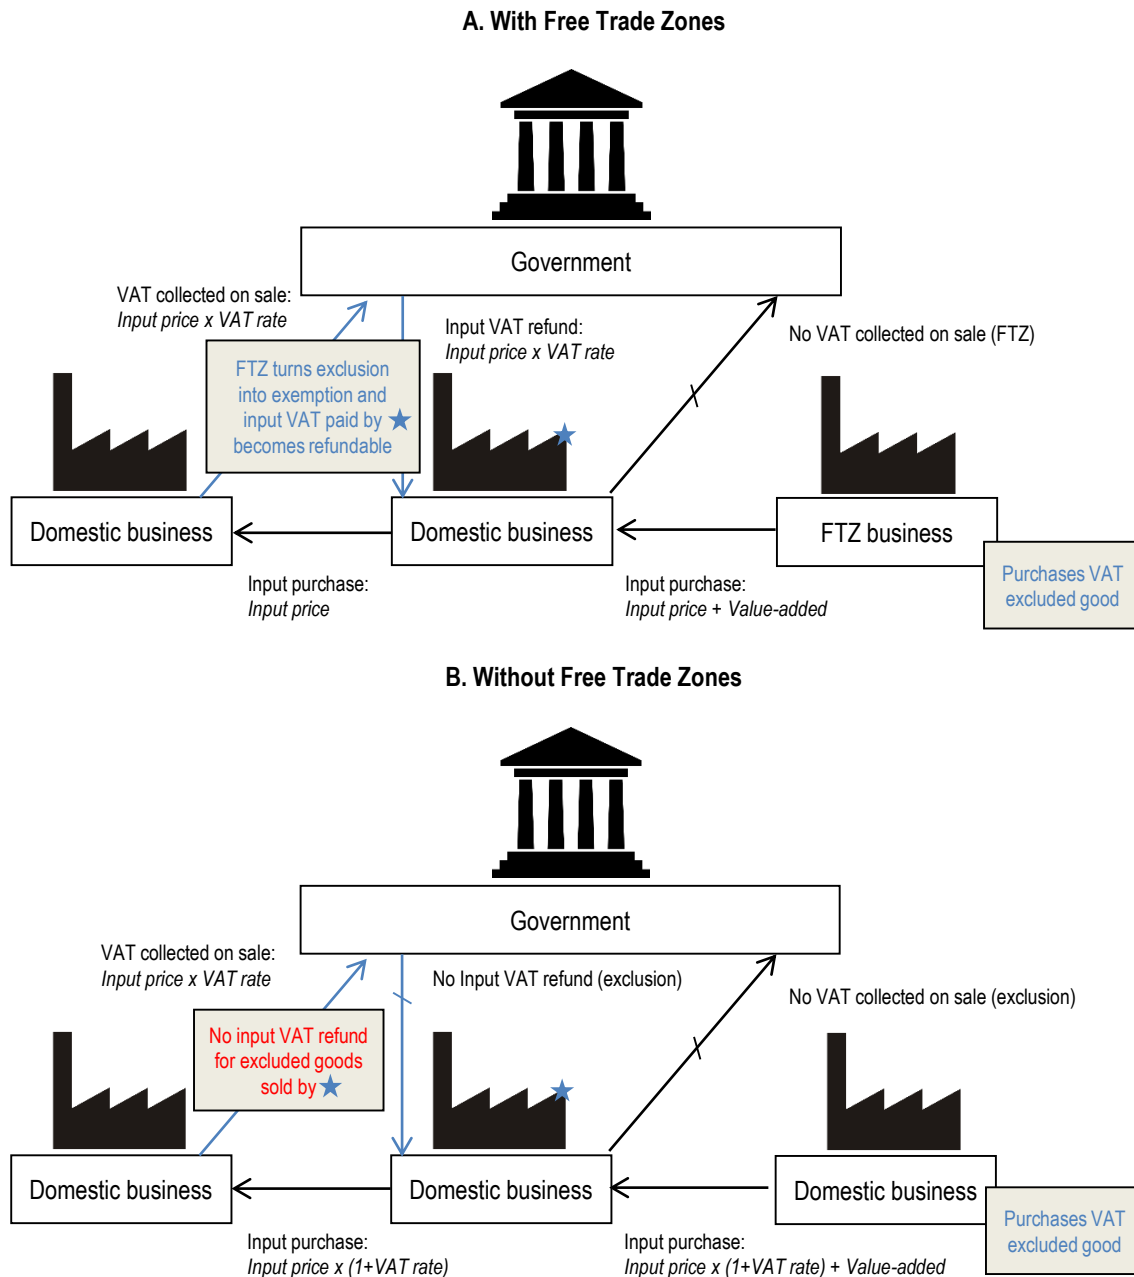 A. With Free Trade Zones
Government
VAT collected on sale:
Input price x VAT rate
Input VAT refund:
Input price x VAT rate
No VAT collected on sale (FTZ)
FTZ turns exclusion
into exemption and
input VAT paid by
becomes refundable
Domestic business
Domestic business
FTZ business
Purchases VAT
excluded good
Input purchase:
Input price
Input purchase:
Input price + Value-added
B. Without Free Trade Zones
Government
VAT collected on sale:
Input price x VAT rate
No Input VAT refund (exclusion)
No VAT collected on sale (exclusion)
No input VAT refund
for excluded goods
sold by
Domestic business
Domestic business
Domestic business
Purchases VAT
excluded good
Input purchase:
Input price x (1+VAT rate)
Input purchase:
Input price x (1+VAT rate) + Value-added